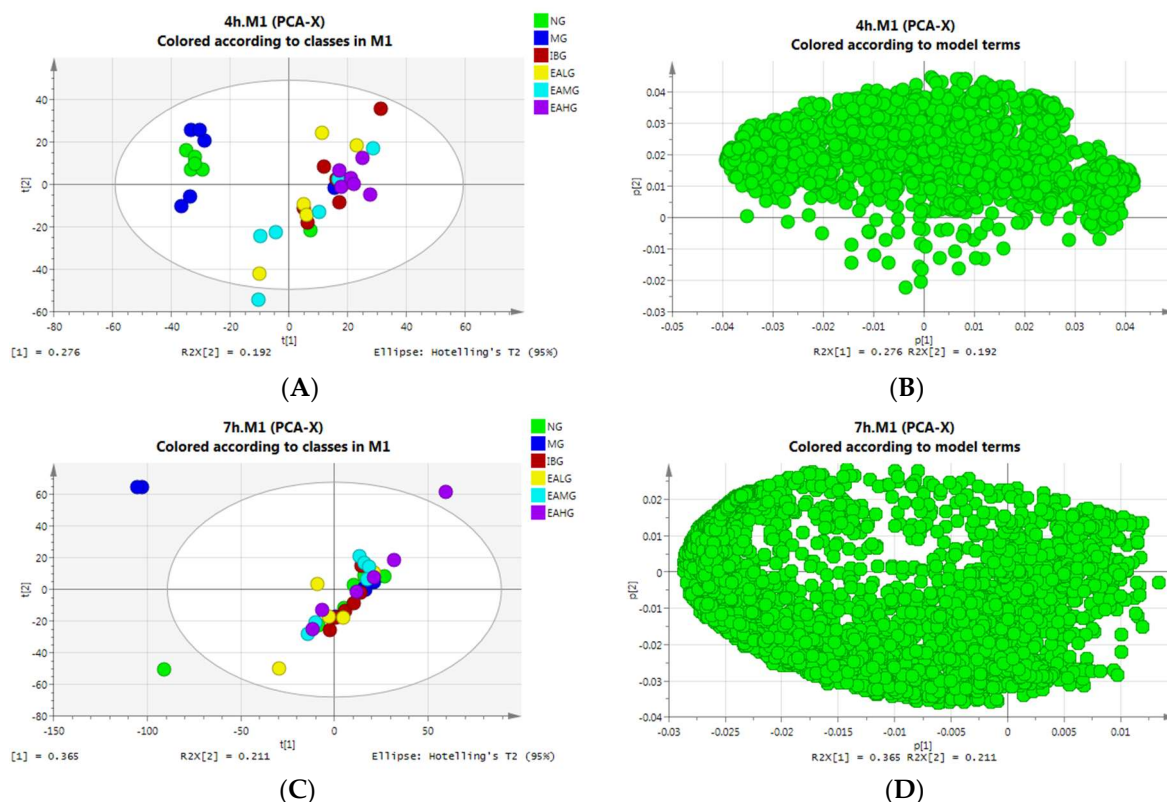 4h.M1 (PCA-X)
Colored according to classes in M1
NG
MG
IBG
EALG
EAMG
EAHG
40
20
0
-20
-40
-60
t[2]
-80 -60 -40 -20 0 20 40 60
t[1]
[1] = 0.276 R2X[2] = 0.192 Ellipse: Hotelling's T2 (95%)
(A)
4h.M1 (PCA-X)
Colored according to model terms
0.04
0.03
0.02
0.01
0
-0.01
-0.02
-0.03
p[2]
-0.05 -0.04 -0.03 -0.02 -0.01 0 0.01 0.02 0.03 0.04
p[1]
R2X[1] = 0.276 R2X[2] = 0.192
(B)
7h.M1 (PCA-X)
Colored according to classes in M1
NG
MG
IBG
EALG
EAMG
EAHG
60
40
20
0
-20
-40
-60
-80
t[2]
-150 -100 -50 0 50
t[1]
[1] = 0.365 R2X[2] = 0.211 Ellipse: Hotelling's T2 (95%)
(C)
7h.M1 (PCA-X)
Colored according to model terms
0.02
0.01
0
-0.01
-0.02
-0.03
-0.04
p[2]
-0.03 -0.025 -0.02 -0.015 -0.01 -0.005 0 0.005 0.01
p[1]
R2X[1] = 0.365 R2X[2] = 0.211
(D)